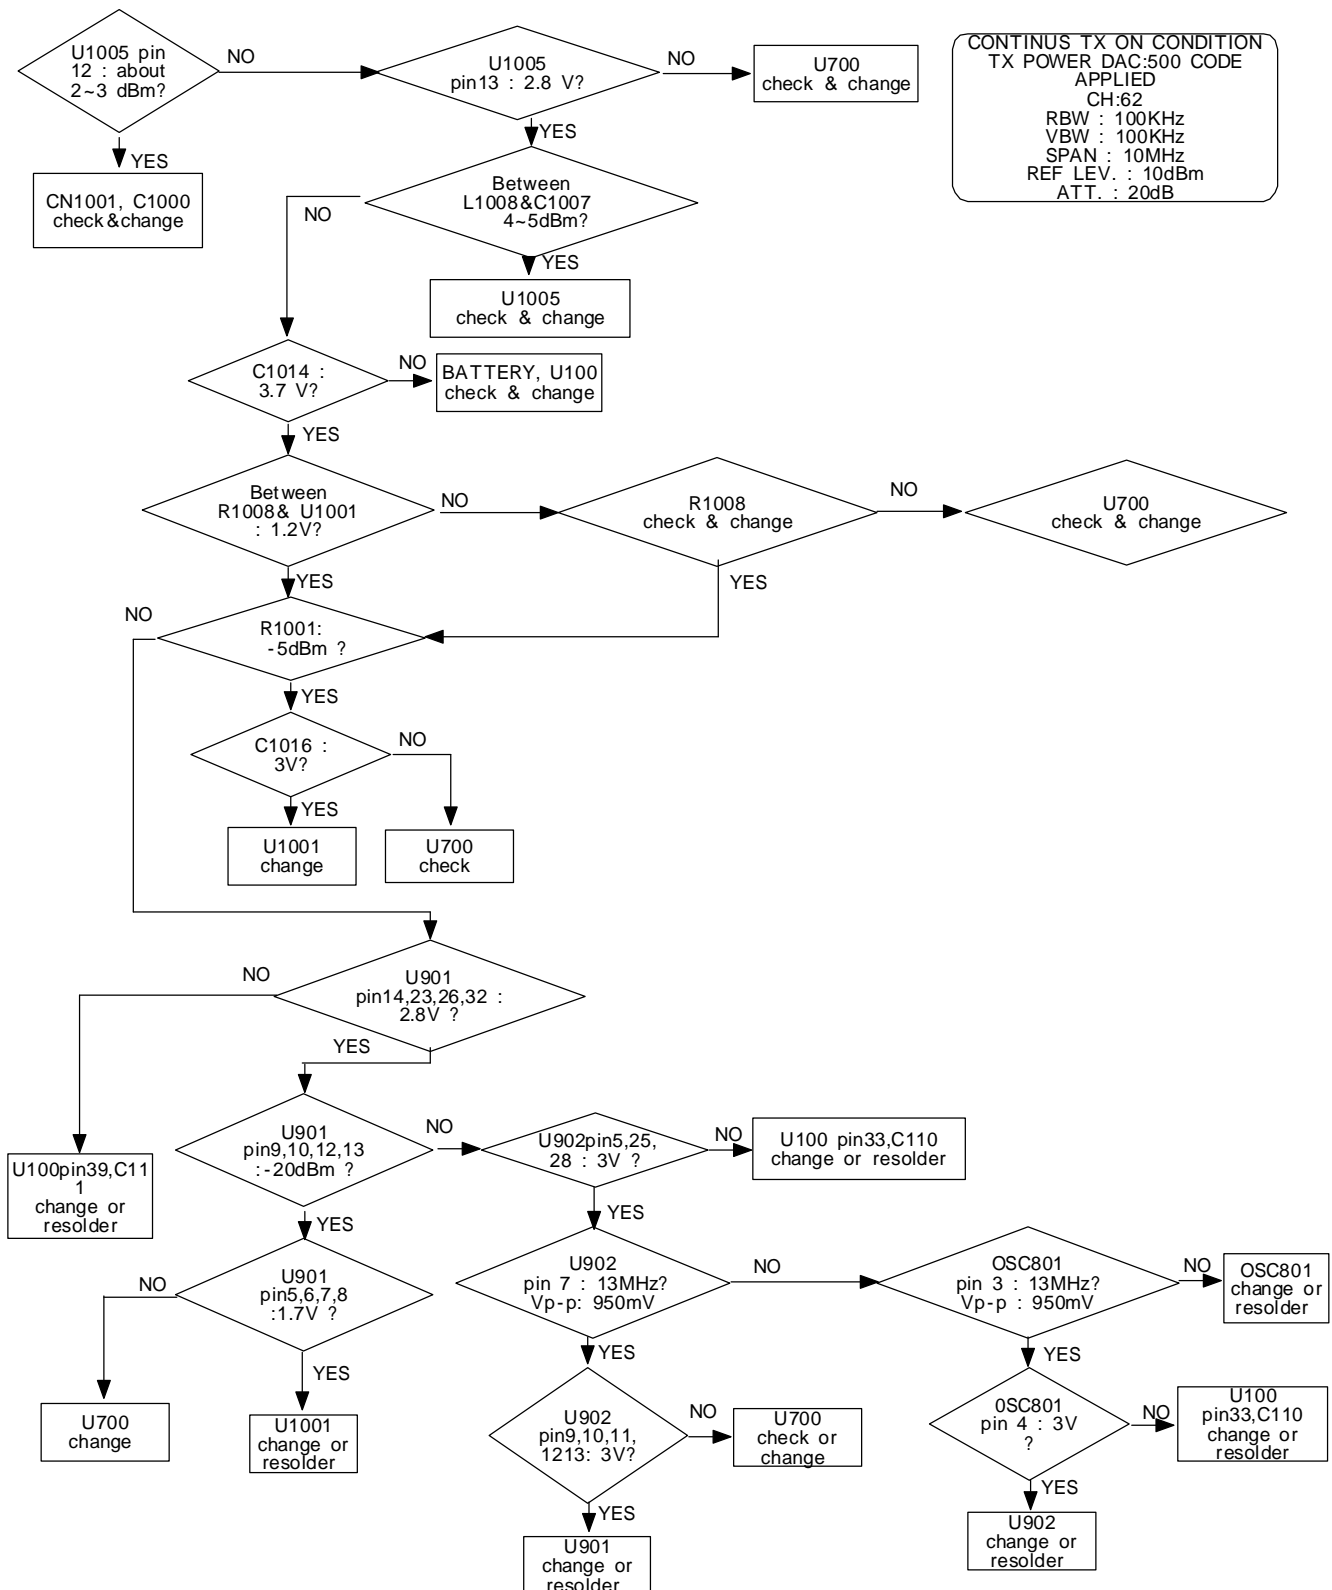 U1005 pin
12 : about
2~3 dBm?
NO
YES
CN1001, C1000
check&change
U1005
pin13 : 2.8 V?
NO
U700
check & change
YES
CONTINUS TX ON CONDITION
TX POWER DAC:500 CODE
APPLIED
CH:62
RBW : 100KHz
VBW : 100KHz
SPAN : 10MHz
REF LEV. : 10dBm
ATT. : 20dB
Between
L1008&C1007
4~5dBm?
NO
YES
U1005
check & change
C1014 :
3.7 V?
NO
BATTERY, U100
check & change
YES
Between
R1008& U1001
: 1.2V?
NO
R1008
check & change
NO
U700
check & change
YES
YES
NO
R1001:
-5dBm ?
YES
C1016 :
3V?
NO
YES
U1001
change
U700
check
U901
pin14,23,26,32 :
2.8V ?
NO
YES
U100pin39,C11
1
change or
resolder
U901
pin9,10,12,13
:-20dBm ?
NO
U902pin5,25,
28 : 3V ?
NO
U100 pin33,C110
change or resolder
YES
YES
U901
pin5,6,7,8
:1.7V ?
NO
YES
U700
change
U1001
change or
resolder
U902
pin 7 : 13MHz?
Vp-p: 950mV
NO
OSC801
pin 3 : 13MHz?
Vp-p : 950mV
NO
OSC801
change or
resolder
YES
YES
U902
pin9,10,11,
1213: 3V?
NO
U700
check or
change
0SC801
pin 4 : 3V
?
NO
U100
pin33,C110
change or
resolder
YES
YES
U901
change or
resolder
U902
change or
resolder